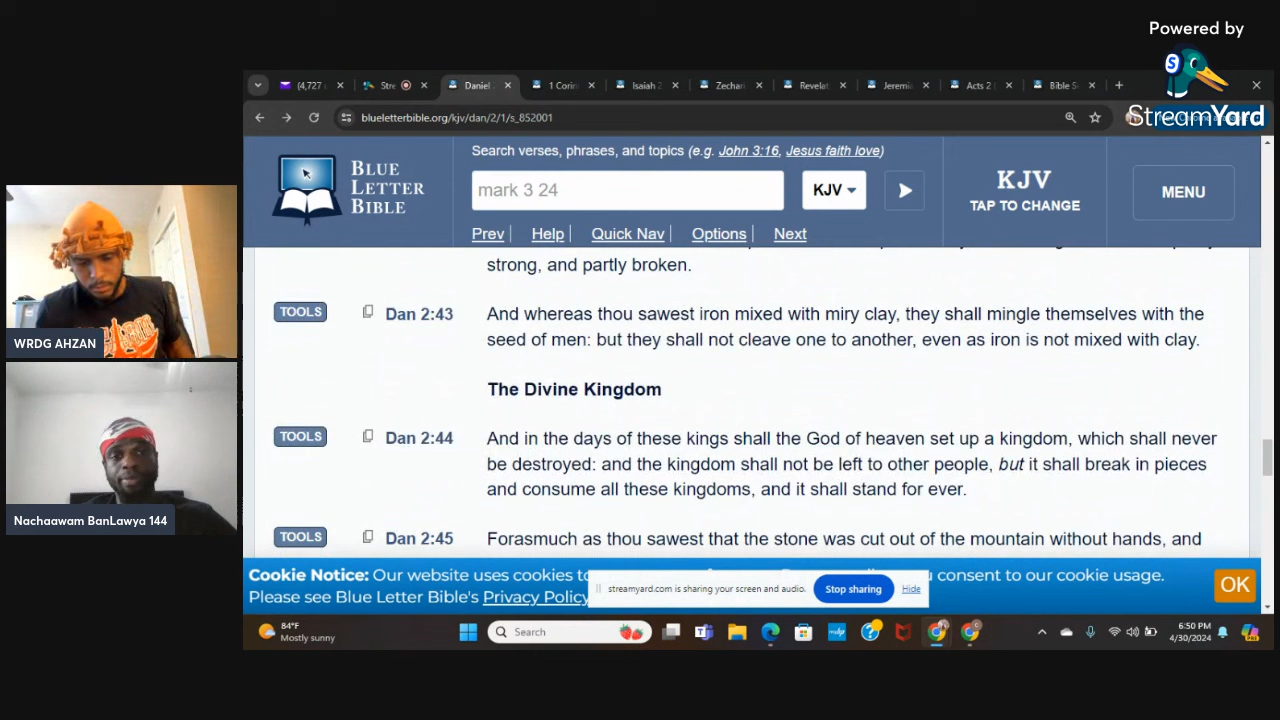 Powered by
StreamYard
(4,727
Stre
Daniel
1 Corin
Isaiah 2
Zechari
Revelat
Jeremi
Acts 2
Bible S
blueletterbible.org/kjv/dan/2/1/s_852001
BLUE
LETTER
BIBLE
Search verses, phrases, and topics (e.g. John 3:16, Jesus faith love)
mark 3 24
KJV
KJV
TAP TO CHANGE
MENU
Prev | Help | Quick Nav | Options | Next
strong, and partly broken.
TOOLS Dan 2:43 And whereas thou sawest iron mixed with miry clay, they shall mingle themselves with the
seed of men: but they shall not cleave one to another, even as iron is not mixed with clay.
The Divine Kingdom
TOOLS Dan 2:44 And in the days of these kings shall the God of heaven set up a kingdom, which shall never
be destroyed: and the kingdom shall not be left to other people, but it shall break in pieces
and consume all these kingdoms, and it shall stand for ever.
TOOLS Dan 2:45 Forasmuch as thou sawest that the stone was cut out of the mountain without hands, and
Cookie Notice: Our website uses cookies to
consent to our cookie usage.
Please see Blue Letter Bible's Privacy Policy
OK
streamyard.com is sharing your screen and audio.
Stop sharing
Hide
84°F
Mostly sunny
Search
6:50 PM
4/30/2024
WRDG AHZAN
Nachaawam BanLawya 144